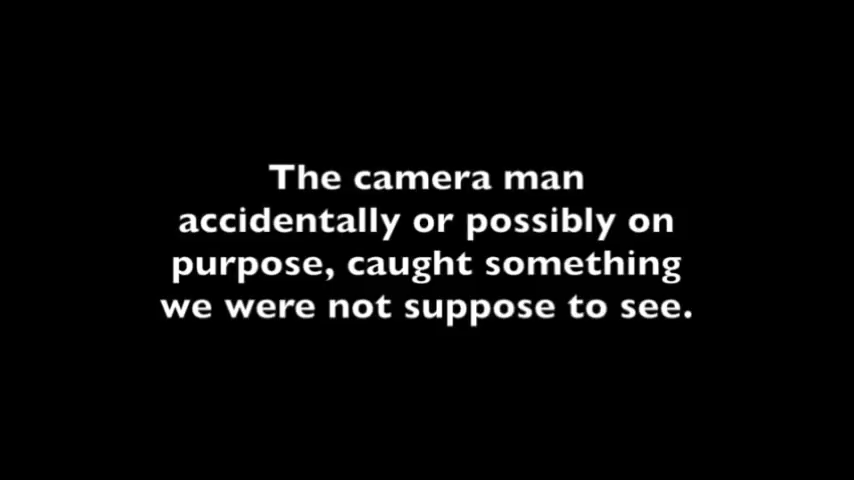 The camera man
accidentally or possibly on
purpose, caught something
we were not suppose to see.